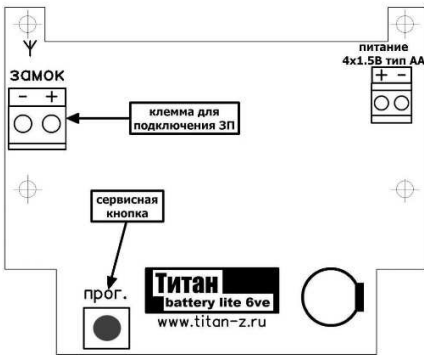 питание
4x1.5В тип АА
+ -
замок
- +
клемма для
подключения ЗП
сервисная
кнопка
прог.
Титан
battery lite 6ve
www.titan-z.ru